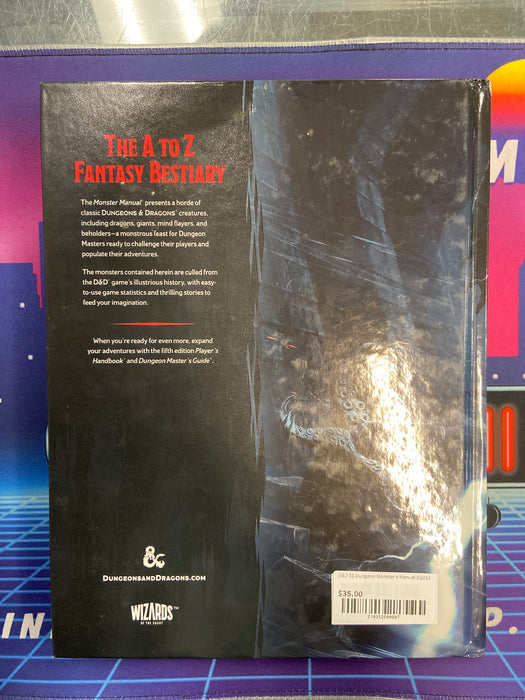 THE A TO Z
FANTASY BESTIARY
The Monster Manual® presents a horde of
classic DUNGEONS & DRAGONS® creatures,
including dragons, giants, mind flayers, and
beholders—a monstrous feast for Dungeon
Masters ready to challenge their players and
populate their adventures.
The monsters contained herein are culled from
the D&D® game's illustrious history, with easy-
to-use game statistics and thrilling stories to
feed your imagination.
When you're ready for even more, expand
your adventures with the fifth edition Player's
Handbook® and Dungeon Master's Guide®.
&
DUNGEONSANDDRAGONS.COM
WIZARDS™
OF THE COAST
D&D 5E Dungeon Monster's Manual ©2014
$35.00
M
IN
P.